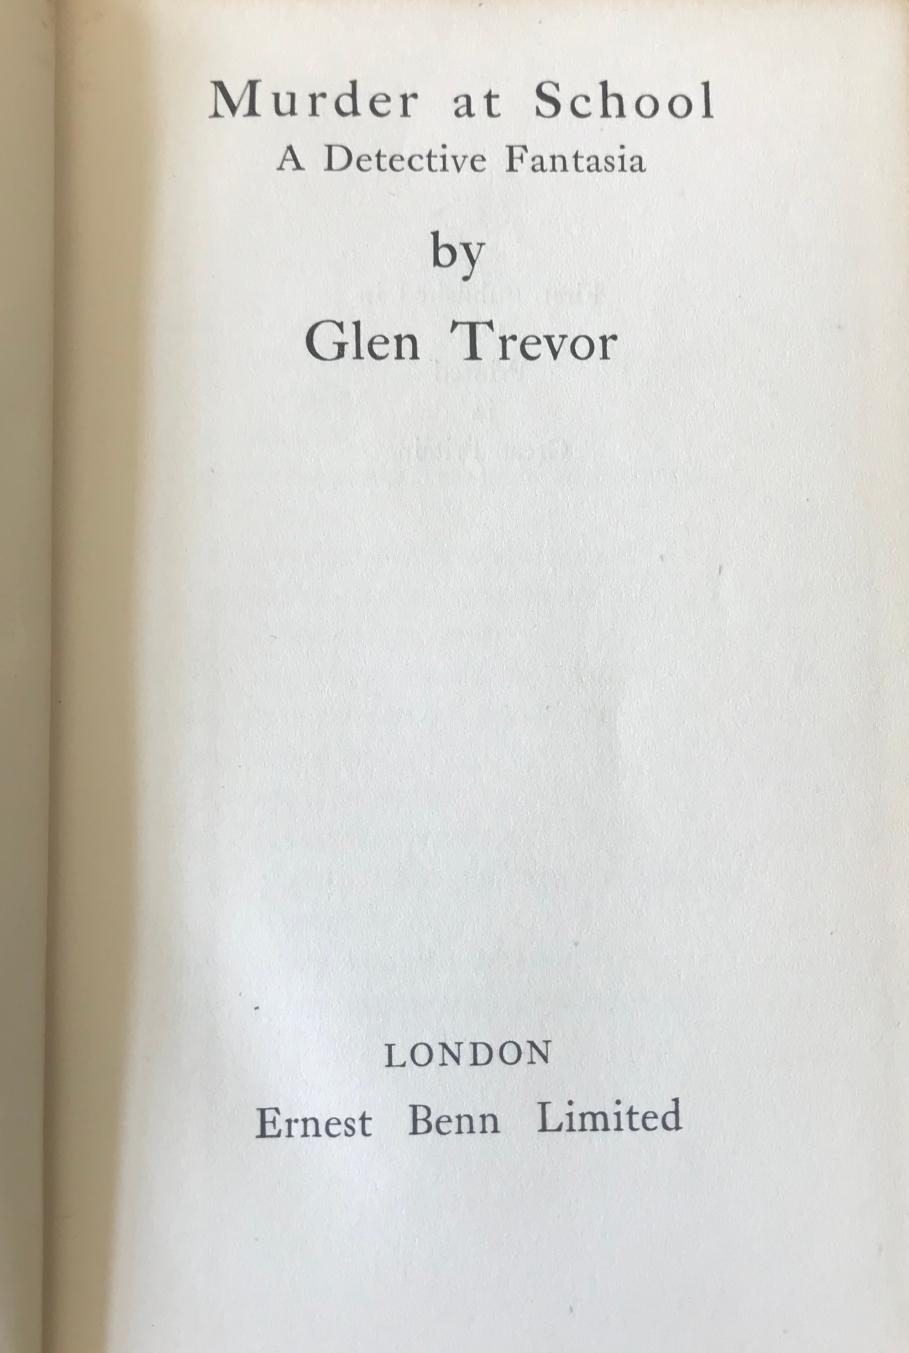 Murder at School
A Detective Fantasia
by
Glen Trevor
LONDON
Ernest Benn Limited